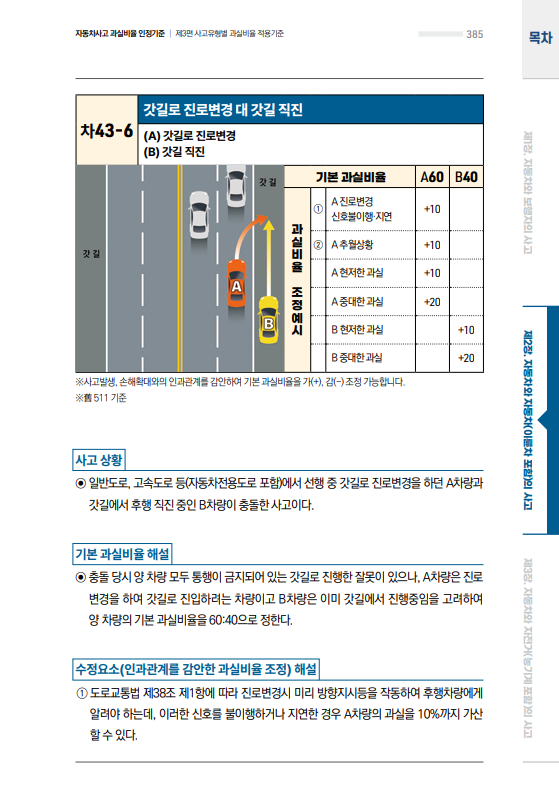 자동차사고 과실비율 인정기준 | 제3편 사고유형별 과실비율 적용기준
385
목차
차43-6
갓길로 진로변경 대 갓길 직진
(A) 갓길로 진로변경
(B) 갓길 직진
갓 길
갓 길
A
B
기본 과실비율 A60 B40
과실비율 조정예시
① A 진로변경 신호불이행·지연 +10
② A 추월상황 +10
A 현저한 과실 +10
A 중대한 과실 +20
B 현저한 과실 +10
B 중대한 과실 +20
※사고발생, 손해확대와의 인과관계를 감안하여 기본 과실비율을 가(+), 감(-) 조정 가능합니다.
※舊 511 기준
사고 상황
◉ 일반도로, 고속도로 등(자동차전용도로 포함)에서 선행 중 갓길로 진로변경을 하던 A차량과
갓길에서 후행 직진 중인 B차량이 충돌한 사고이다.
기본 과실비율 해설
◉ 충돌 당시 양 차량 모두 통행이 금지되어 있는 갓길로 진행한 잘못이 있으나, A차량은 진로
변경을 하여 갓길로 진입하려는 차량이고 B차량은 이미 갓길에서 진행중임을 고려하여
양 차량의 기본 과실비율을 60:40으로 정한다.
수정요소(인과관계를 감안한 과실비율 조정) 해설
① 도로교통법 제38조 제1항에 따라 진로변경시 미리 방향지시등을 작동하여 후행차량에게
알려야 하는데, 이러한 신호를 불이행하거나 지연한 경우 A차량의 과실을 10%까지 가산
할 수 있다.
제1장. 자동차와 보행자의 사고
제2장. 자동차와 자동차(이륜차 포함)의 사고
제3장. 자동차와 자전거(농기계 포함)의 사고